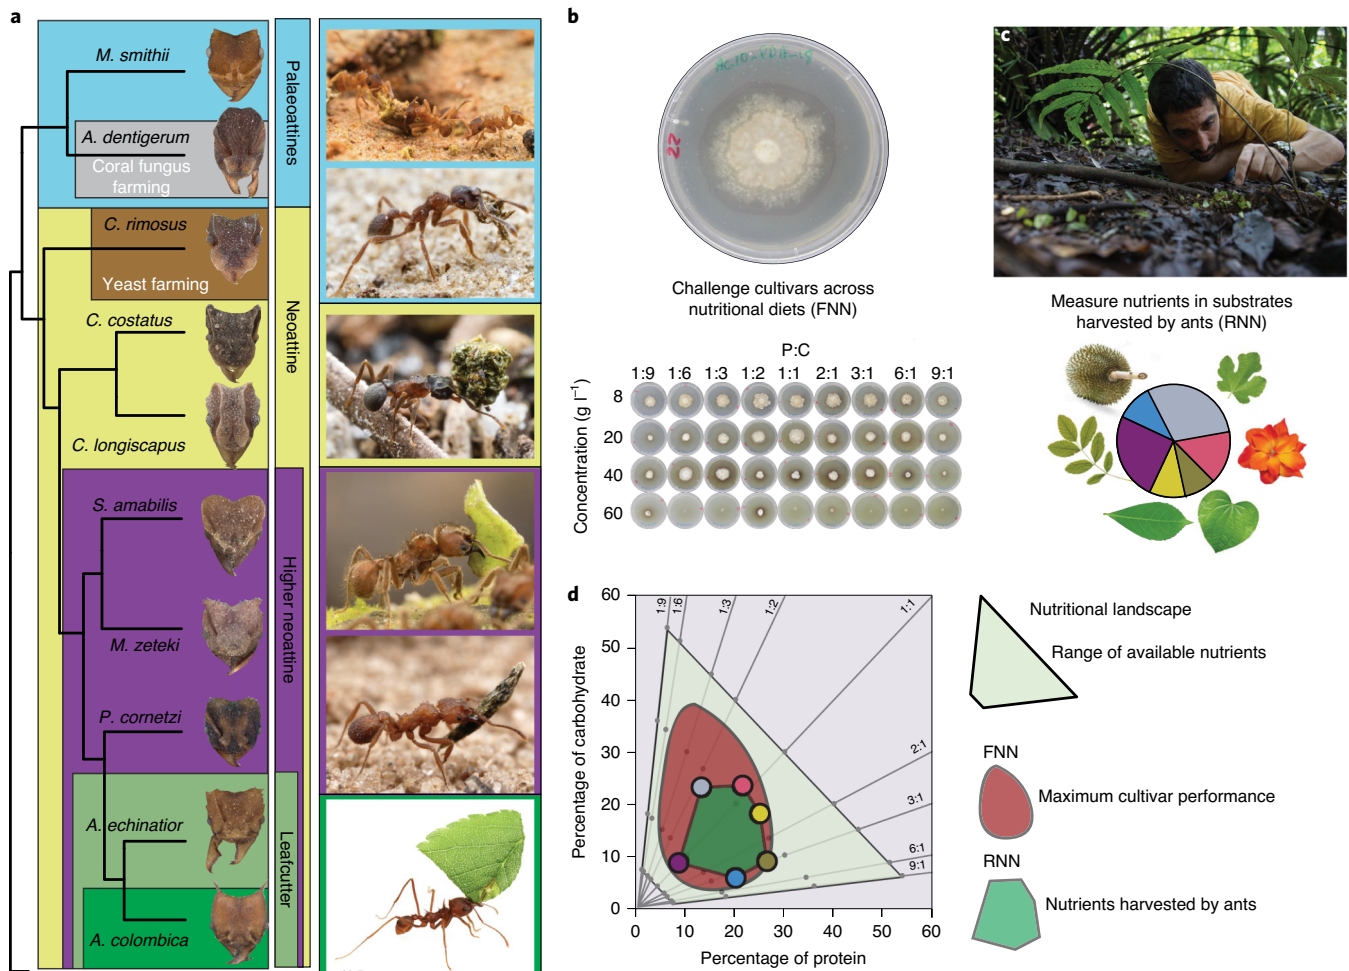 a
M. smithii
A. dentigerum
Coral fungus
farming
C. rimosus
Yeast farming
C. costatus
C. longiscapus
S. amabilis
M. zeteki
P. cornetzi
A. echinatior
A. colombica
Palaeoattines
Neoattine
Higher neoattine
Leafcutter
b
22
Challenge cultivars across
nutritional diets (FNN)
P:C
1:9 1:6 1:3 1:2 1:1 2:1 3:1 6:1 9:1
Concentration (g l⁻¹)
8
20
40
60
c
Measure nutrients in substrates
harvested by ants (RNN)
d
Percentage of carbohydrate
60
50
40
30
20
10
0
1:9 1:6 1:3 1:2 1:1
2:1
3:1
6:1
9:1
0 10 20 30 40 50 60
Percentage of protein
Nutritional landscape
Range of available nutrients
FNN
Maximum cultivar performance
RNN
Nutrients harvested by ants